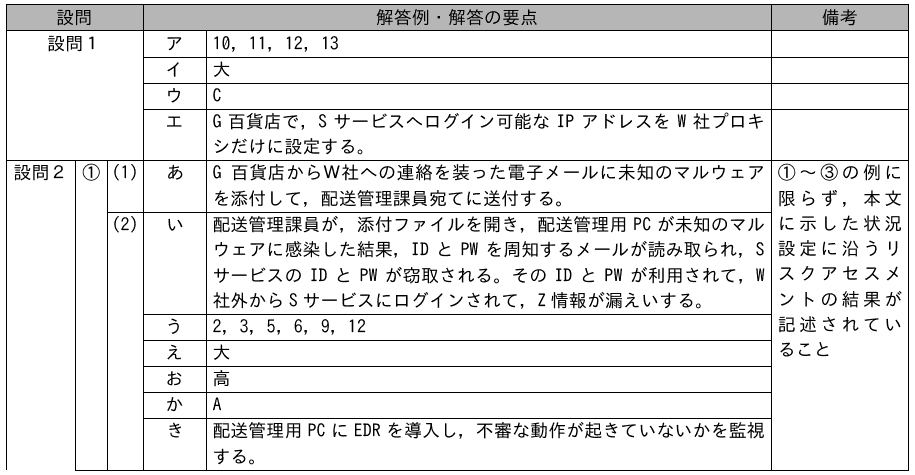 設問 解答例・解答の要点 備考
設問1 ア 10, 11, 12, 13
イ 大
ウ C
エ G 百貨店で，S サービスへログイン可能な IP アドレスを W 社プロキ
シだけに設定する。
設問2 ① (1) あ G 百貨店からW社への連絡を装った電子メールに未知のマルウェア
を添付して，配送管理課員宛てに送付する。
(2) い 配送管理課員が，添付ファイルを開き，配送管理用 PC が未知のマル
ウェアに感染した結果，ID と PW を周知するメールが読み取られ，S
サービスの ID と PW が窃取される。その ID と PW が利用されて，W
社外から S サービスにログインされて，Z 情報が漏えいする。
う 2, 3, 5, 6, 9, 12
え 大
お 高
か A
き 配送管理用 PC に EDR を導入し，不審な動作が起きていないかを監視
する。
①～③の例に
限らず，本文
に示した状況
設定に沿うリ
スクアセスメ
ントの結果が
記述されてい
ること